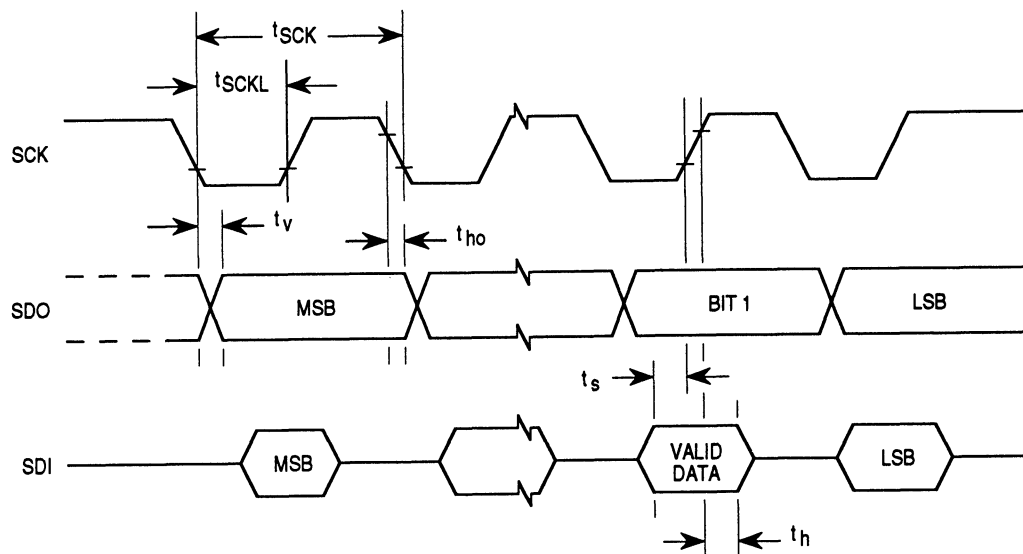 tSCK
tSCKL
SCK
tv
tho
SDO
MSB
BIT 1
LSB
ts
SDI
MSB
VALID
DATA
LSB
th